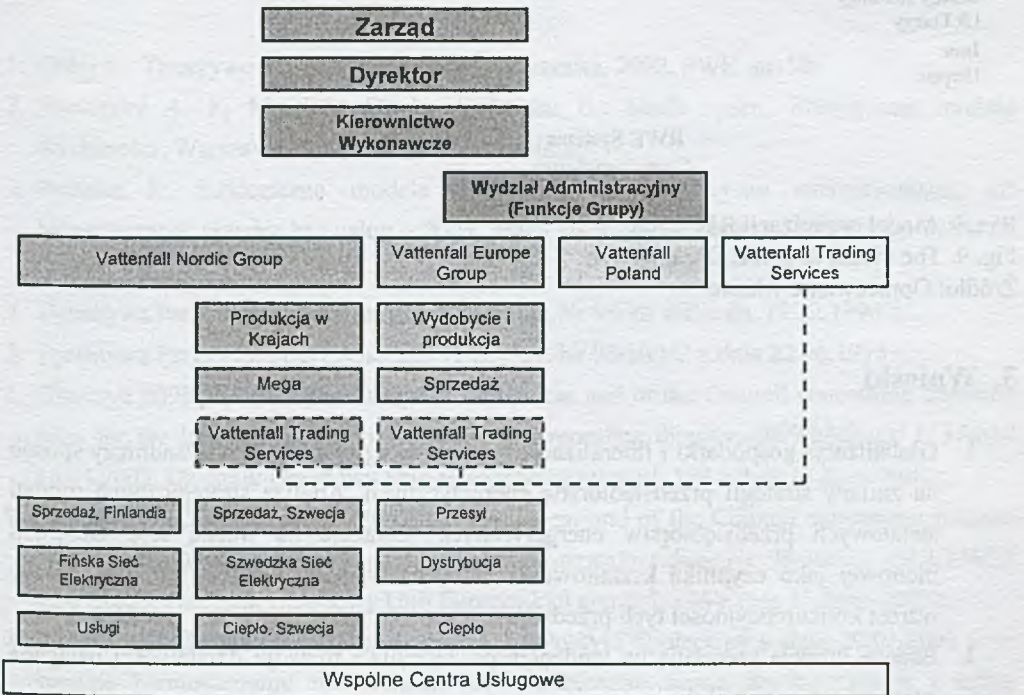 Zarząd
Dyrektor
Kierownictwo
Wykonawcze
Wydział Administracyjny
(Funkcje Grupy)
Vattenfall Nordic Group
Vattenfall Europe
Group
Vattenfall
Poland
Vattenfall Trading
Services
Produkcja w
Krajach
Wydobycie i
produkcja
Mega
Sprzedaż
Vattenfall Trading
Services
Vattenfall Trading
Services
Sprzedaż, Finlandia
Sprzedaż, Szwecja
Przesył
Fińska Sieć
Elektryczna
Szwedzka Sieć
Elektryczna
Dystrybucja
Usługi
Ciepło, Szwecja
Ciepło
Wspólne Centra Usługowe